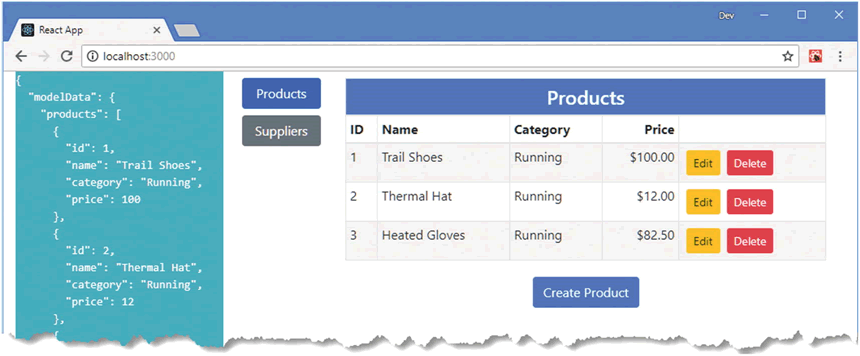 Dev
React App
localhost:3000
{
"modelData": {
"products": [
{
"id": 1,
"name": "Trail Shoes",
"category": "Running",
"price": 100
},
{
"id": 2,
"name": "Thermal Hat",
"category": "Running",
"price": 12
},
{
Products
Suppliers
Products
ID Name Category Price
1 Trail Shoes Running $100.00 Edit Delete
2 Thermal Hat Running $12.00 Edit Delete
3 Heated Gloves Running $82.50 Edit Delete
Create Product